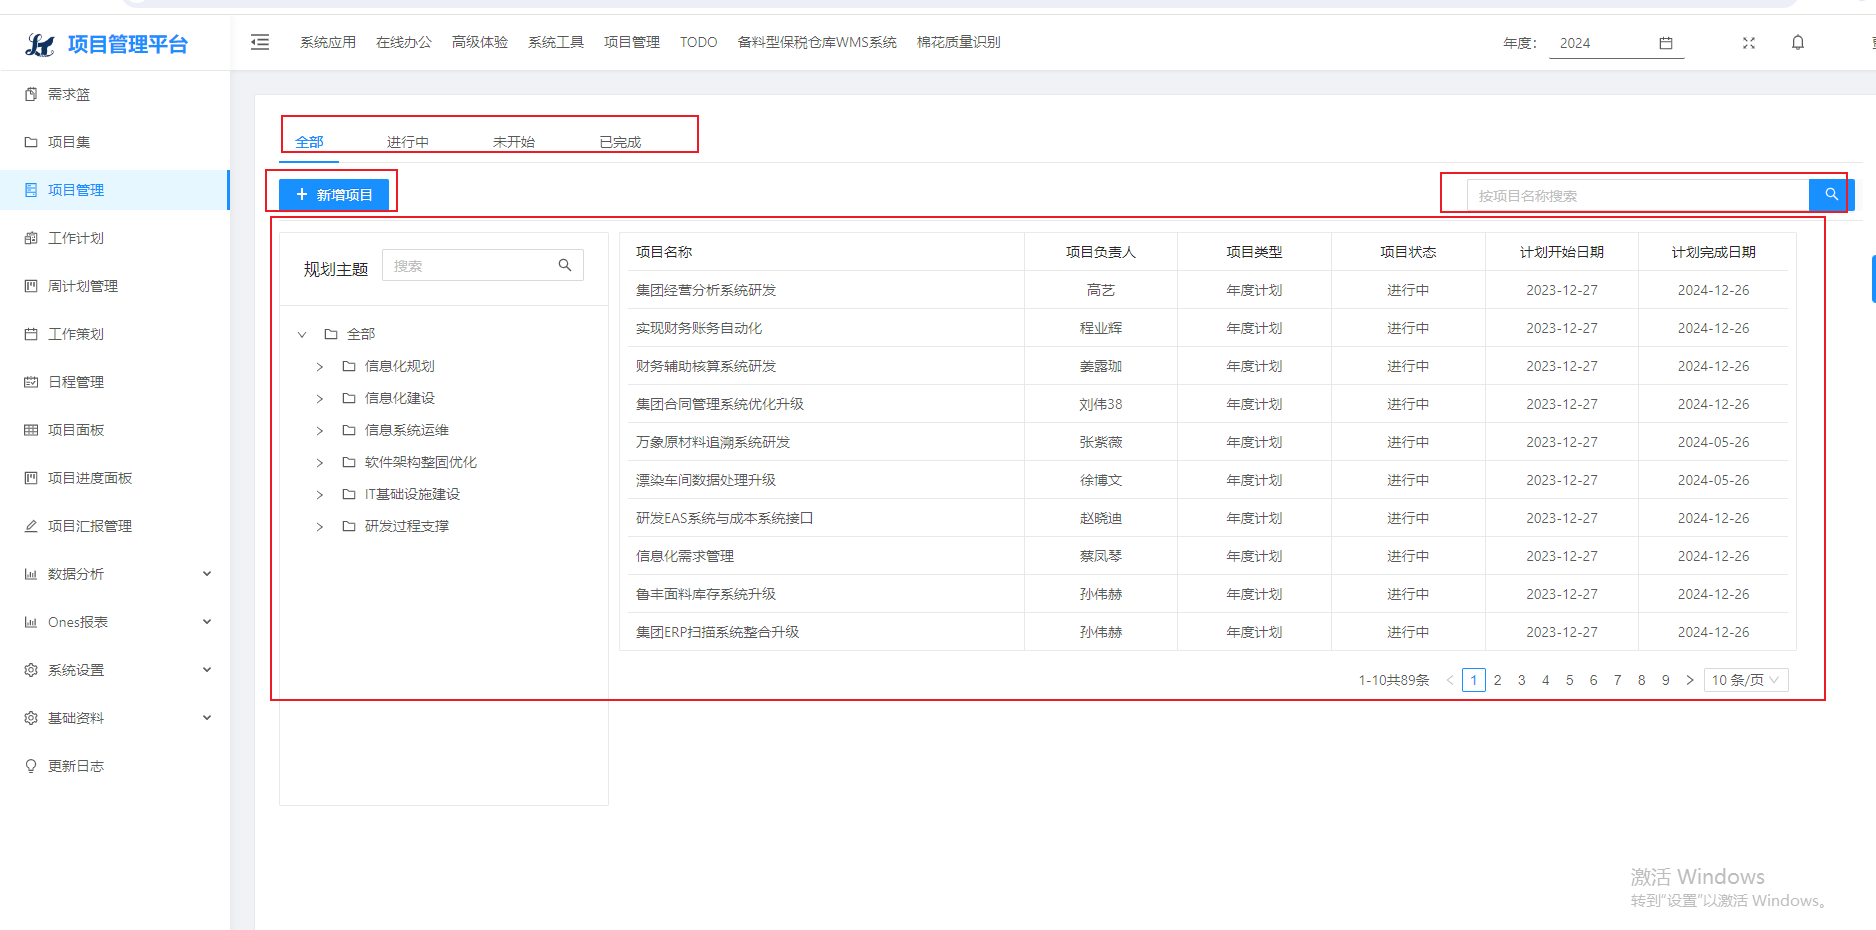 项目管理平台
系统应用 在线办公 高级体验 系统工具 项目管理 TODO 备料型保税仓库WMS系统 棉花质量识别
年度： 2024
需求篮
项目集
项目管理
工作计划
周计划管理
工作策划
日程管理
项目面板
项目进度面板
项目汇报管理
数据分析
Ones报表
系统设置
基础资料
更新日志
全部 进行中 未开始 已完成
新增项目
按项目名称搜索
规划主题 搜索
全部
信息化规划
信息化建设
信息系统运维
软件架构整固优化
IT基础设施建设
研发过程支撑
项目名称 项目负责人 项目类型 项目状态 计划开始日期 计划完成日期
集团经营分析系统研发 高艺 年度计划 进行中 2023-12-27 2024-12-26
实现财务账务自动化 程业辉 年度计划 进行中 2023-12-27 2024-12-26
财务辅助核算系统研发 姜露珈 年度计划 进行中 2023-12-27 2024-12-26
集团合同管理系统优化升级 刘伟38 年度计划 进行中 2023-12-27 2024-12-26
万象原材料追溯系统研发 张紫薇 年度计划 进行中 2023-12-27 2024-05-26
漂染车间数据处理升级 徐博文 年度计划 进行中 2023-12-27 2024-05-26
研发EAS系统与成本系统接口 赵晓迪 年度计划 进行中 2023-12-27 2024-12-26
信息化需求管理 蔡凤琴 年度计划 进行中 2023-12-27 2024-12-26
鲁丰面料库存系统升级 孙伟赫 年度计划 进行中 2023-12-27 2024-12-26
集团ERP扫描系统整合升级 孙伟赫 年度计划 进行中 2023-12-27 2024-12-26
1-10共89条 1 2 3 4 5 6 7 8 9 10 条/页
激活 Windows
转到“设置”以激活 Windows。